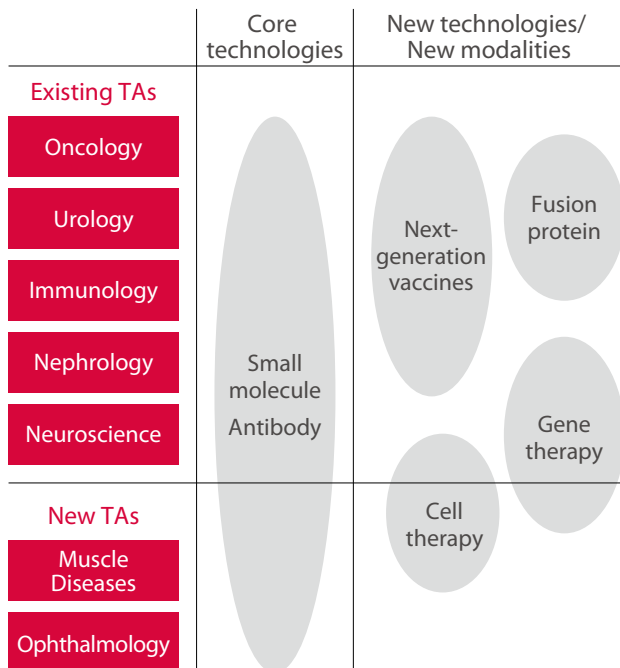 Core
technologies
New technologies/
New modalities
Existing TAs
Oncology
Urology
Immunology
Nephrology
Neuroscience
Small
molecule
Antibody
Next-
generation
vaccines
Fusion
protein
Gene
therapy
Cell
therapy
New TAs
Muscle
Diseases
Ophthalmology